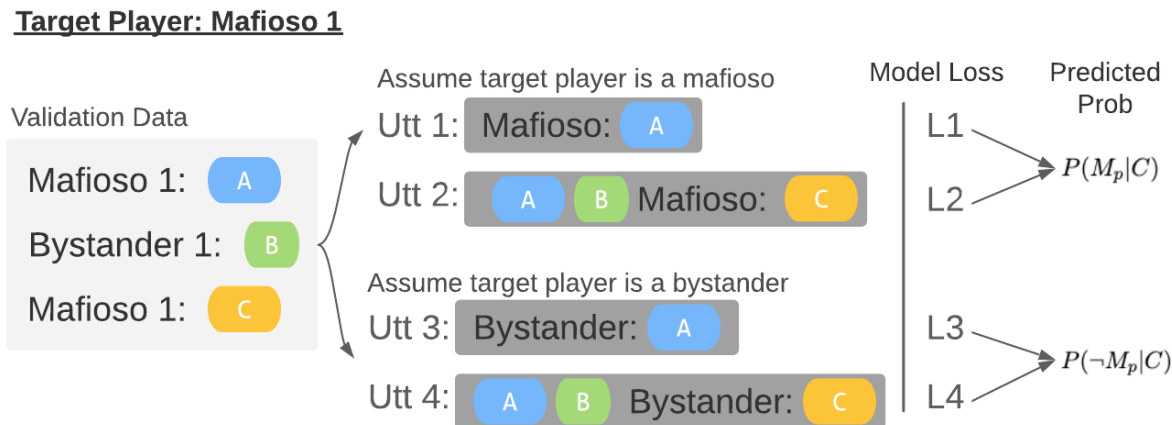 Target Player: Mafioso 1
Validation Data
Mafioso 1: A
Bystander 1: B
Mafioso 1: C
Assume target player is a mafioso
Utt 1: Mafioso: A
Utt 2: A B Mafioso: C
Assume target player is a bystander
Utt 3: Bystander: A
Utt 4: A B Bystander: C
Model Loss
L1
L2
L3
L4
Predicted
Prob
P(M_p|C)
P(¬M_p|C)